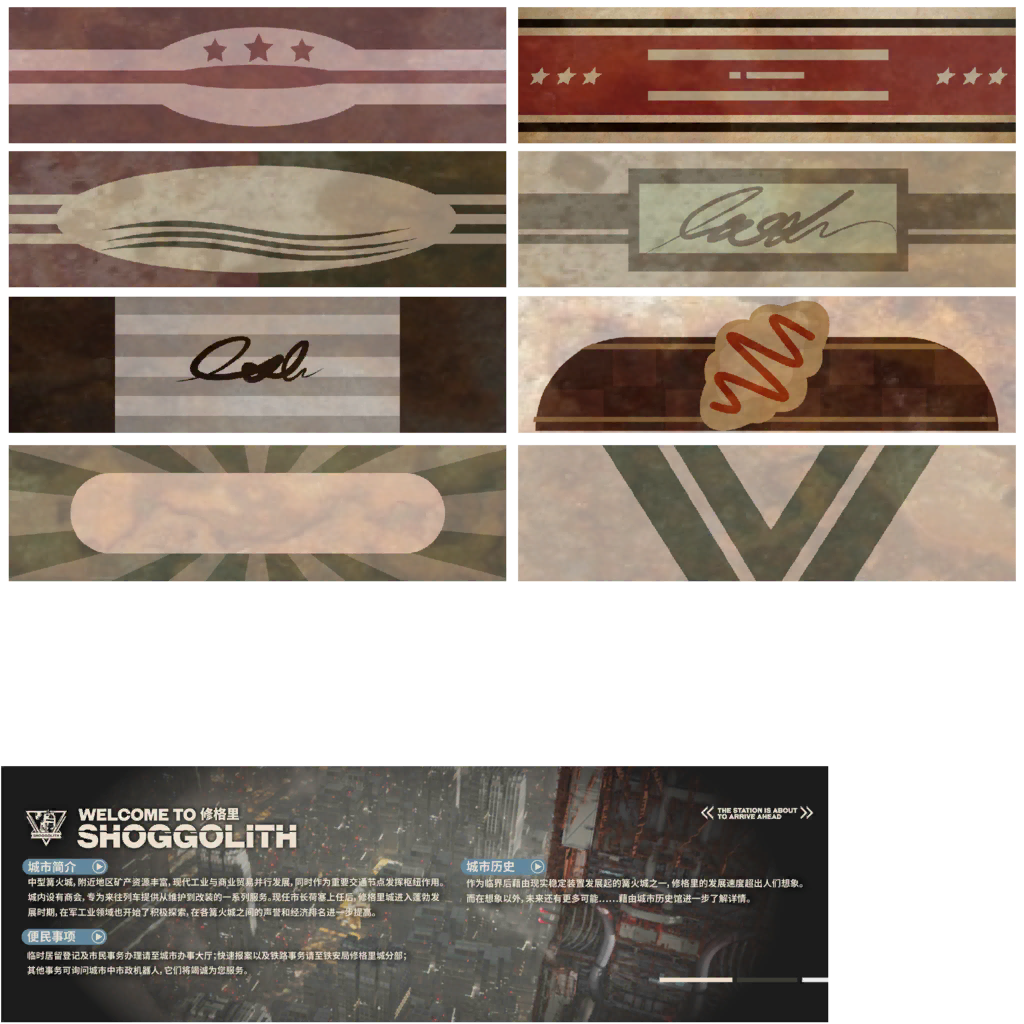 Cash
Cash
WELCOME TO 修格里
SHOGGOLITH
SHOGGOLITH
THE STATION IS ABOUT
TO ARRIVE AHEAD
城市简介
中型篝火城，附近地区矿产资源丰富，现代工业与商业贸易并行发展，同时作为重要交通节点发挥枢纽作用。
城内设有商会，专为来往列车提供从维护到改装的一系列服务。现任市长荷塞上任后，修格里城进入蓬勃发
展时期，在军工业领域也开始了积极探索，在各篝火城之间的声誉和经济排名进一步提高。
便民事项
临时居留登记及市民事务办理请至城市办事大厅；快速报案以及铁路事务请至铁安局修格里城分部；
其他事务可询问城市中市政机器人，它们将竭诚为您服务。
城市历史
作为临界后藉由现实稳定装置发展起的篝火城之一，修格里的发展速度超出人们想象。
而在想象以外，未来还有更多可能……藉由城市历史馆进一步了解详情。